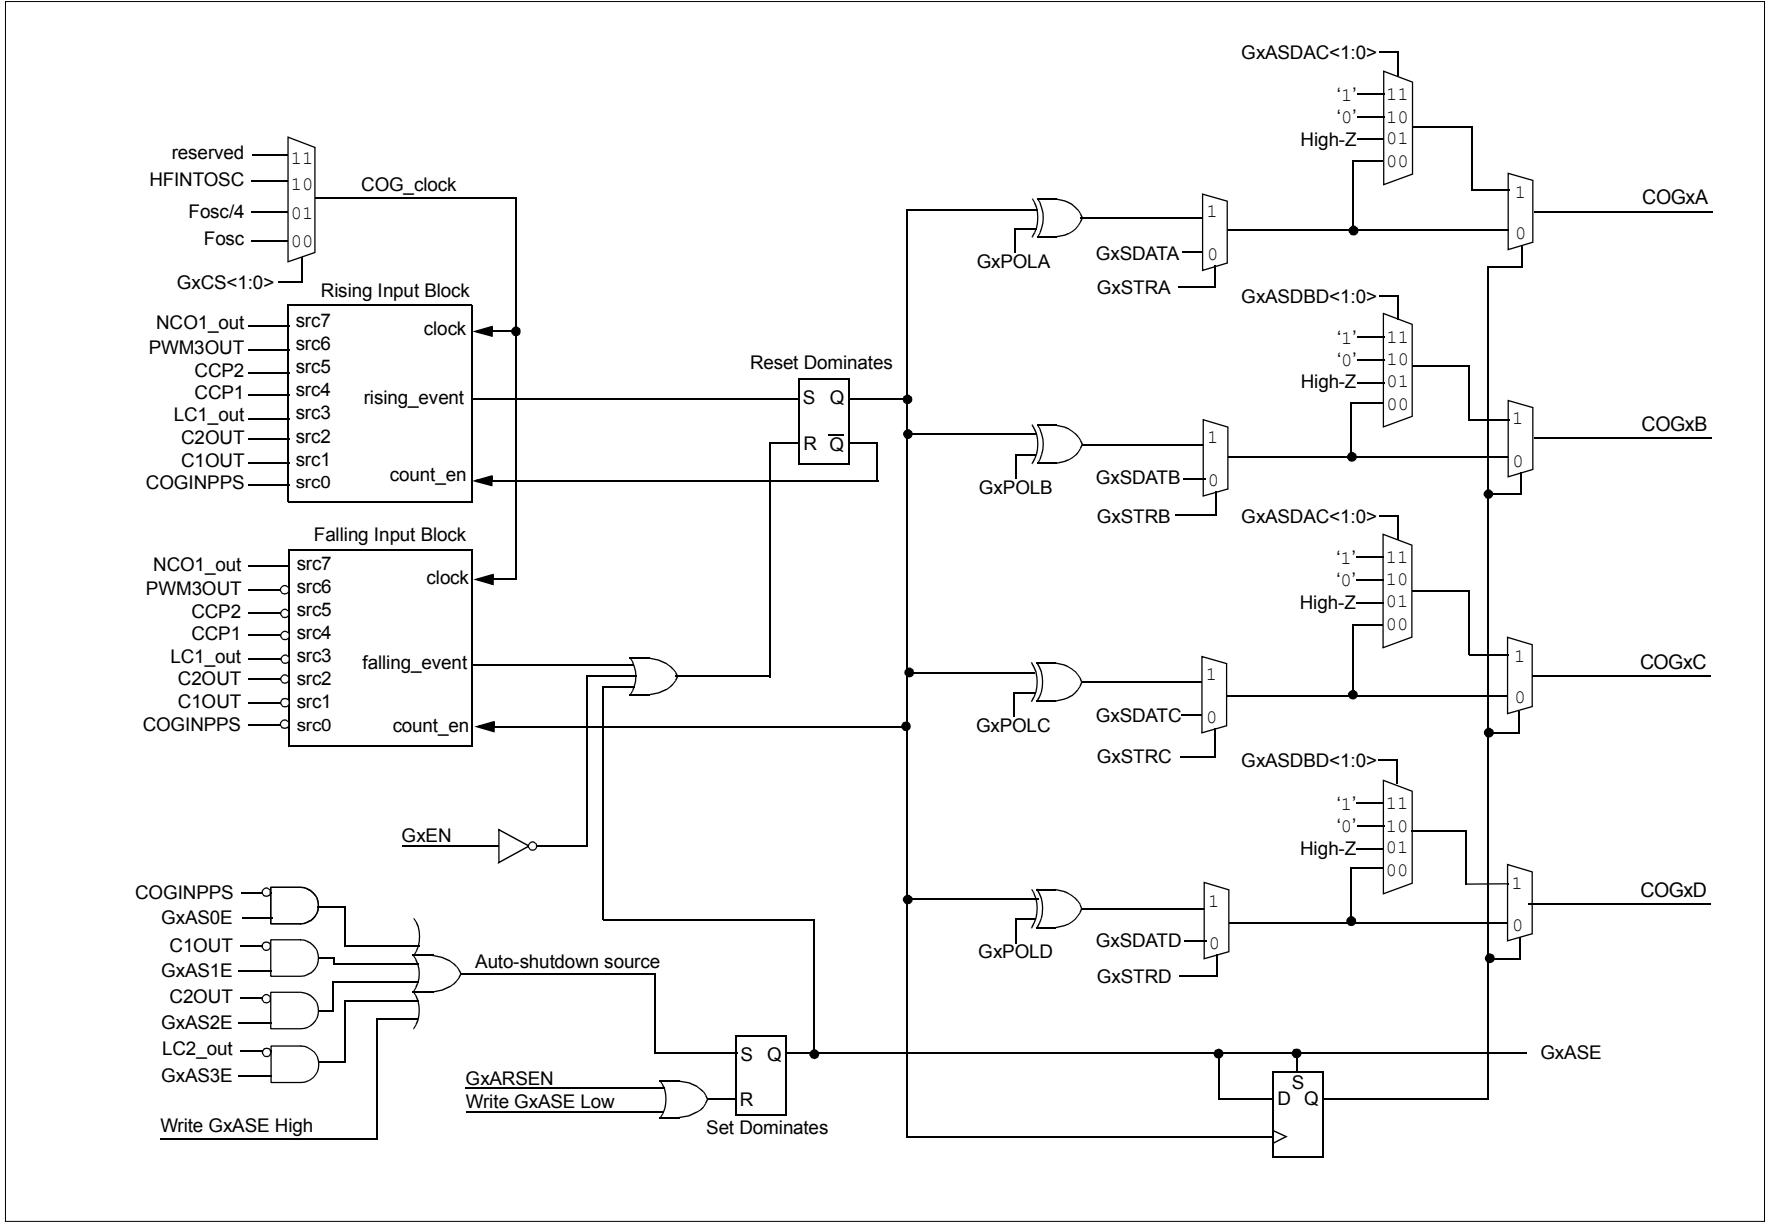 reserved
11
HFINTOSC
10
Fosc/4
01
Fosc
00
GxCS<1:0>
COG_clock
Rising Input Block
NCO1_out src7
PWM3OUT src6
CCP2 src5
CCP1 src4
LC1_out src3
C2OUT src2
C1OUT src1
COGINPPS src0
clock
rising_event
count_en
Falling Input Block
NCO1_out src7
PWM3OUT src6
CCP2 src5
CCP1 src4
LC1_out src3
C2OUT src2
C1OUT src1
COGINPPS src0
clock
falling_event
count_en
Reset Dominates
S Q
R Q̅
GxEN
COGINPPS
GxAS0E
C1OUT
GxAS1E
C2OUT
GxAS2E
LC2_out
GxAS3E
Write GxASE High
Auto-shutdown source
GxARSEN
Write GxASE Low
S Q
R
Set Dominates
GxASDAC<1:0>
‘1’ 11
‘0’ 10
High-Z 01
00
GxPOLA
1
GxSDATA 0
GxSTRA
1
0
COGxA
GxASDBD<1:0>
‘1’ 11
‘0’ 10
High-Z 01
00
GxPOLB
1
GxSDATB 0
GxSTRB
1
0
COGxB
GxASDAC<1:0>
‘1’ 11
‘0’ 10
High-Z 01
00
GxPOLC
1
GxSDATC 0
GxSTRC
1
0
COGxC
GxASDBD<1:0>
‘1’ 11
‘0’ 10
High-Z 01
00
GxPOLD
1
GxSDATD 0
GxSTRD
1
0
COGxD
GxASE
S
D Q